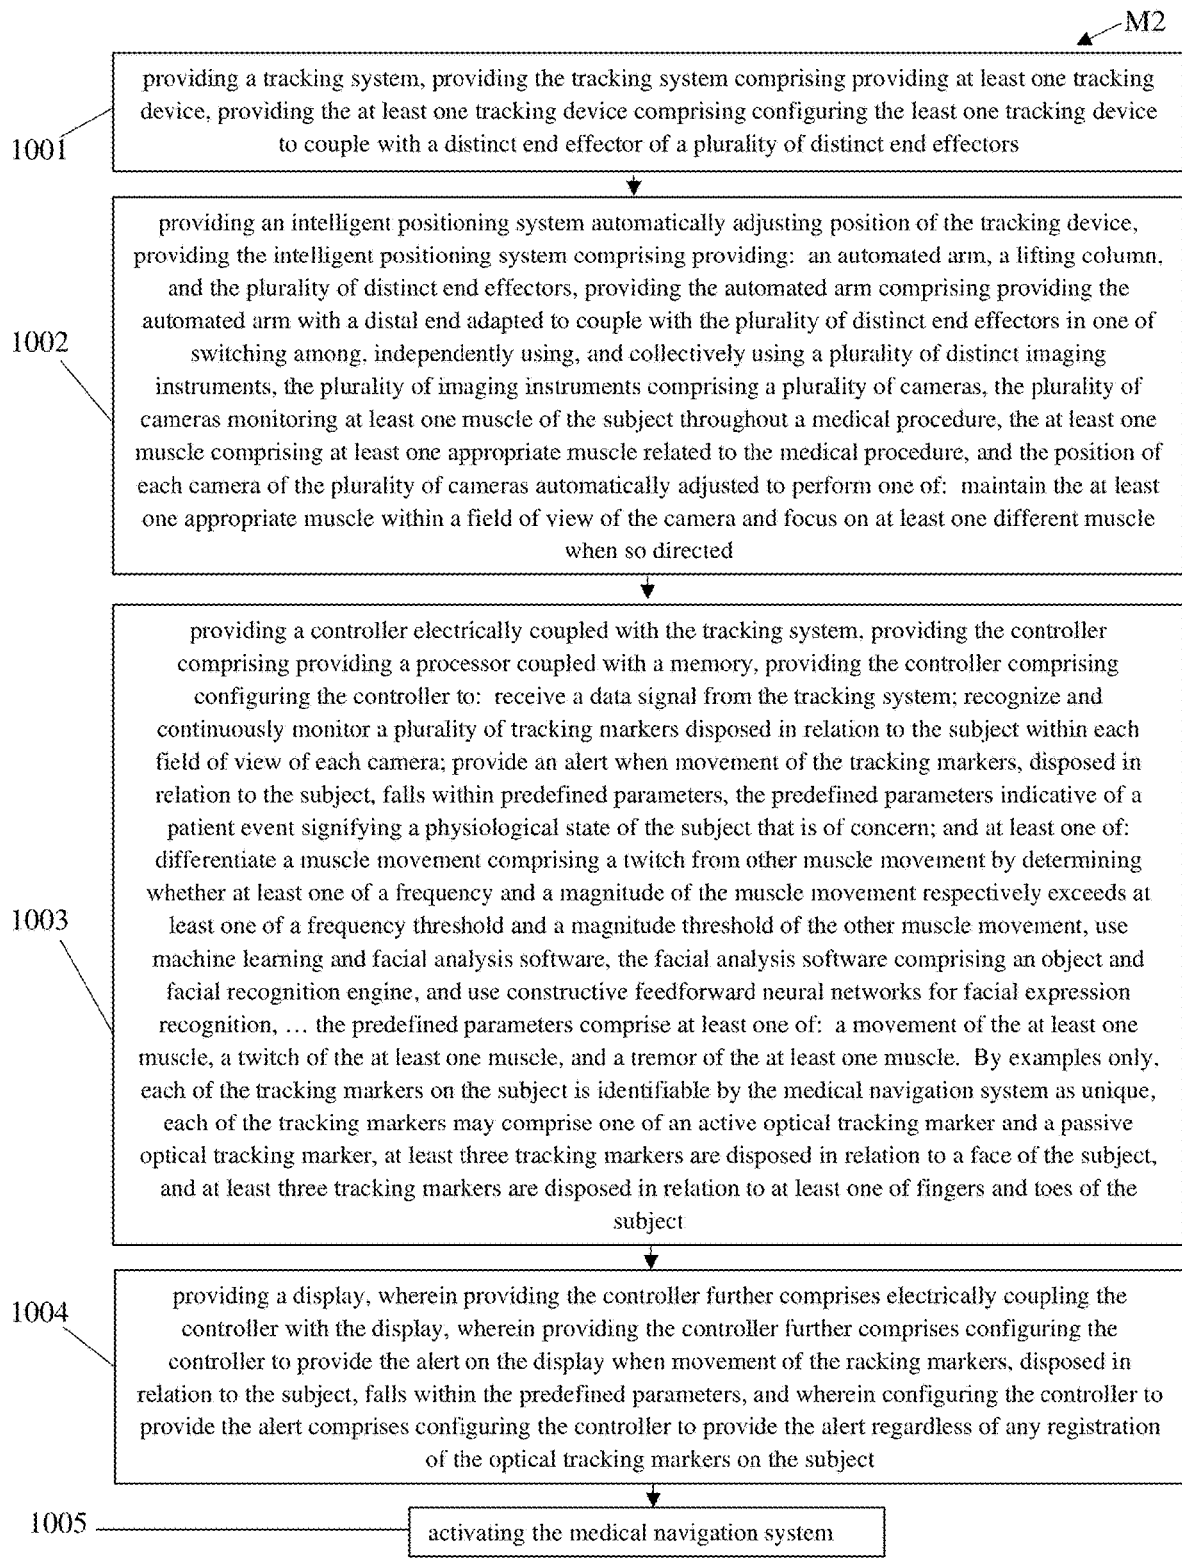 M2
providing a tracking system, providing the tracking system comprising providing at least one tracking
device, providing the at least one tracking device comprising configuring the least one tracking device
to couple with a distinct end effector of a plurality of distinct end effectors
1001
providing an intelligent positioning system automatically adjusting position of the tracking device,
providing the intelligent positioning system comprising providing: an automated arm, a lifting column,
and the plurality of distinct end effectors, providing the automated arm comprising providing the
automated arm with a distal end adapted to couple with the plurality of distinct end effectors in one of
switching among, independently using, and collectively using a plurality of distinct imaging
instruments, the plurality of imaging instruments comprising a plurality of cameras, the plurality of
cameras monitoring at least one muscle of the subject throughout a medical procedure, the at least one
muscle comprising at least one appropriate muscle related to the medical procedure, and the position of
each camera of the plurality of cameras automatically adjusted to perform one of: maintain the at least
one appropriate muscle within a field of view of the camera and focus on at least one different muscle
when so directed
1002
providing a controller electrically coupled with the tracking system, providing the controller
comprising providing a processor coupled with a memory, providing the controller comprising
configuring the controller to: receive a data signal from the tracking system; recognize and
continuously monitor a plurality of tracking markers disposed in relation to the subject within each
field of view of each camera; provide an alert when movement of the tracking markers, disposed in
relation to the subject, falls within predefined parameters, the predefined parameters indicative of a
patient event signifying a physiological state of the subject that is of concern; and at least one of:
differentiate a muscle movement comprising a twitch from other muscle movement by determining
whether at least one of a frequency and a magnitude of the muscle movement respectively exceeds at
least one of a frequency threshold and a magnitude threshold of the other muscle movement, use
machine learning and facial analysis software, the facial analysis software comprising an object and
facial recognition engine, and use constructive feedforward neural networks for facial expression
recognition, … the predefined parameters comprise at least one of: a movement of the at least one
muscle, a twitch of the at least one muscle, and a tremor of the at least one muscle. By examples only,
each of the tracking markers on the subject is identifiable by the medical navigation system as unique,
each of the tracking markers may comprise one of an active optical tracking marker and a passive
optical tracking marker, at least three tracking markers are disposed in relation to a face of the subject,
and at least three tracking markers are disposed in relation to at least one of fingers and toes of the
subject
1003
providing a display, wherein providing the controller further comprises electrically coupling the
controller with the display, wherein providing the controller further comprises configuring the
controller to provide the alert on the display when movement of the racking markers, disposed in
relation to the subject, falls within the predefined parameters, and wherein configuring the controller to
provide the alert comprises configuring the controller to provide the alert regardless of any registration
of the optical tracking markers on the subject
1004
activating the medical navigation system
1005